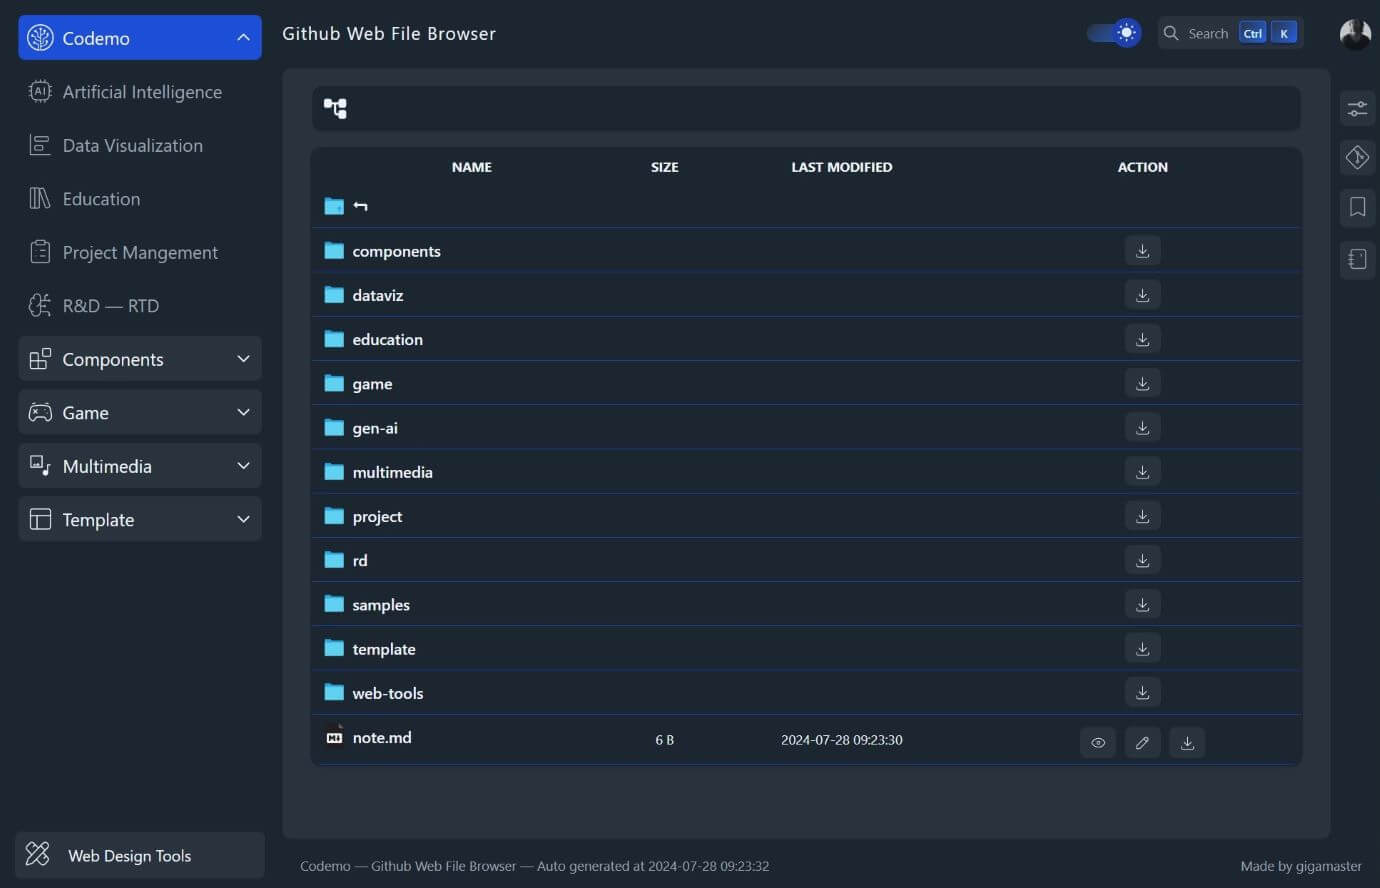 Codemo
Github Web File Browser
Search Ctrl K
AI Artificial Intelligence
Data Visualization
Education
Project Mangement
R&D — RTD
Components
Game
Multimedia
Template
Web Design Tools
NAME SIZE LAST MODIFIED ACTION
components
dataviz
education
game
gen-ai
multimedia
project
rd
samples
template
web-tools
note.md 6 B 2024-07-28 09:23:30
Codemo — Github Web File Browser — Auto generated at 2024-07-28 09:23:32
Made by gigamaster